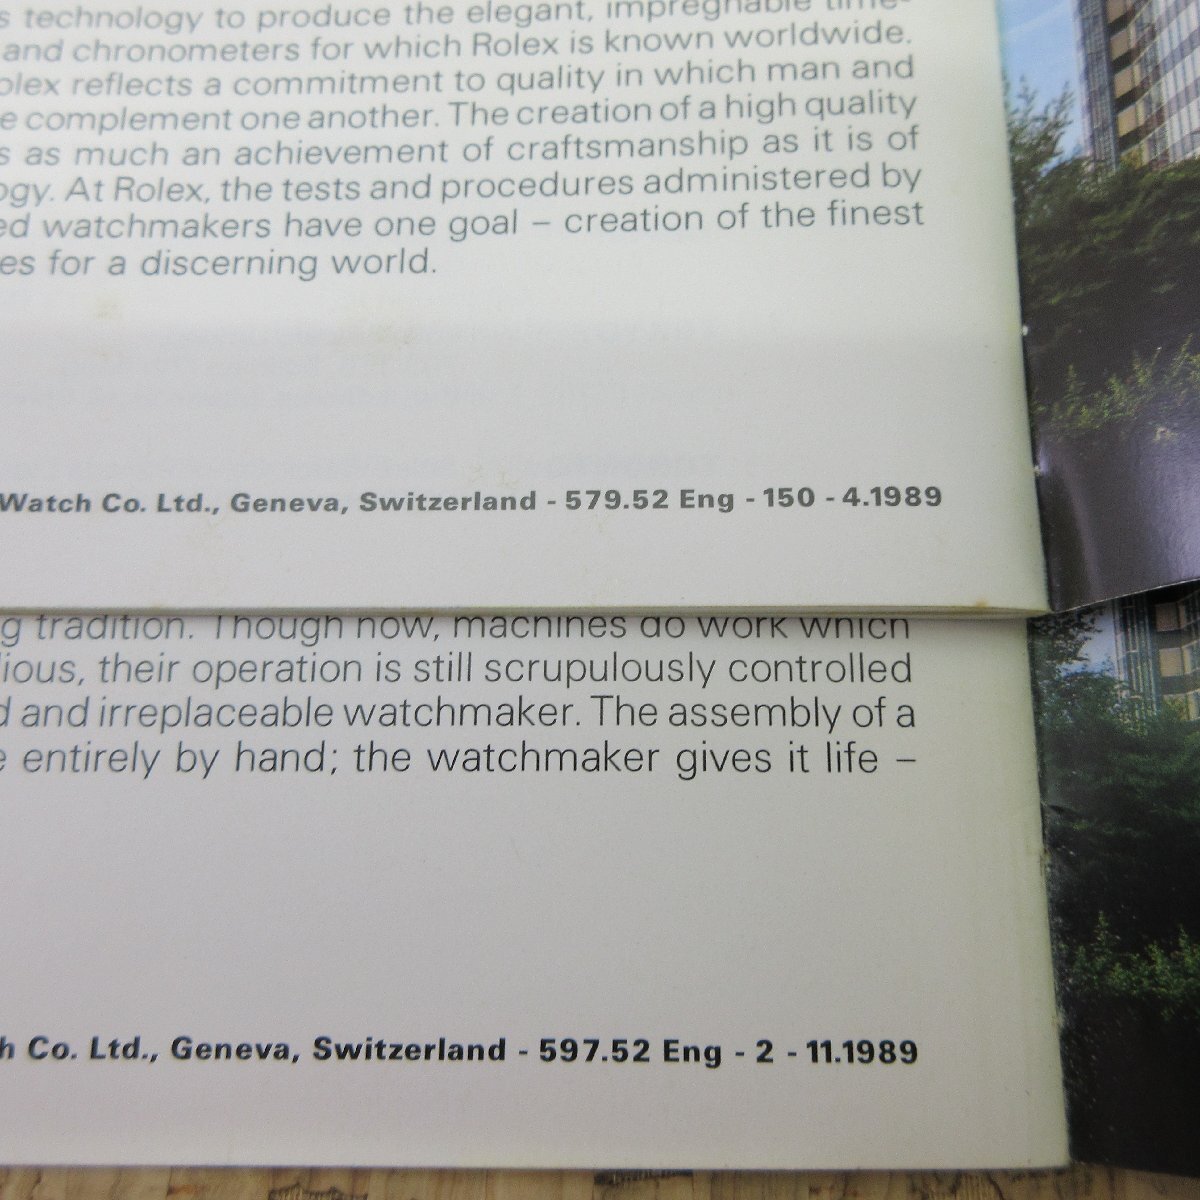 technology to produce the elegant, impregnable time-
and chronometers for which Rolex is known worldwide.
olex reflects a commitment to quality in which man and
e complement one another. The creation of a high quality
s as much an achievement of craftsmanship as it is of
ogy. At Rolex, the tests and procedures administered by
ed watchmakers have one goal – creation of the finest
es for a discerning world.
Watch Co. Ltd., Geneva, Switzerland - 579.52 Eng - 150 - 4.1989
g tradition. Though now, machines do work which
ious, their operation is still scrupulously controlled
d and irreplaceable watchmaker. The assembly of a
e entirely by hand; the watchmaker gives it life –
h Co. Ltd., Geneva, Switzerland - 597.52 Eng - 2 - 11.1989